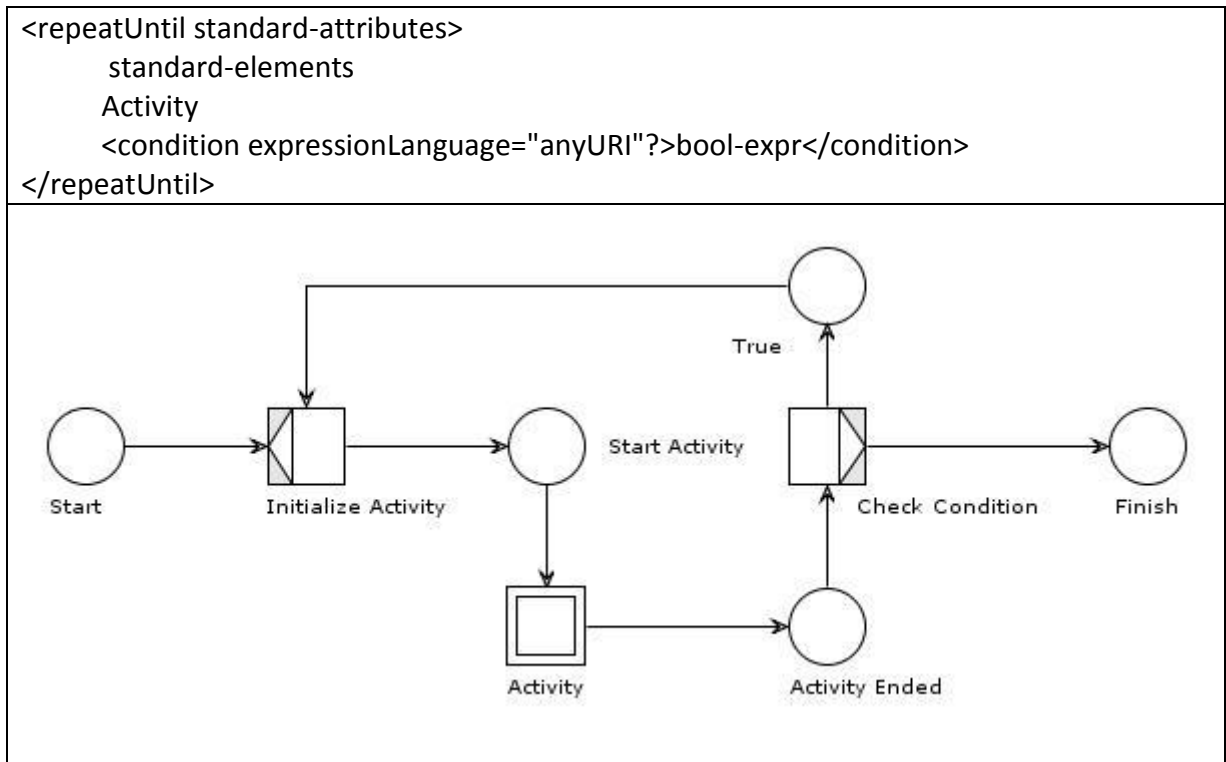 <repeatUntil standard-attributes>
standard-elements
Activity
<condition expressionLanguage="anyURI"?>bool-expr</condition>
</repeatUntil>
True
Start Activity
Start
Initialize Activity
Check Condition
Finish
Activity
Activity Ended